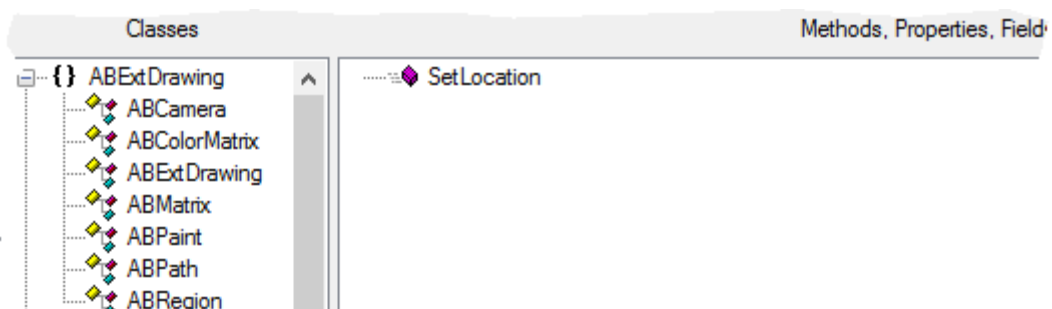 Classes
Methods, Properties, Field
{} ABExtDrawing
SetLocation
ABCamera
ABColorMatrix
ABExtDrawing
ABMatrix
ABPaint
ABPath
ABRegion